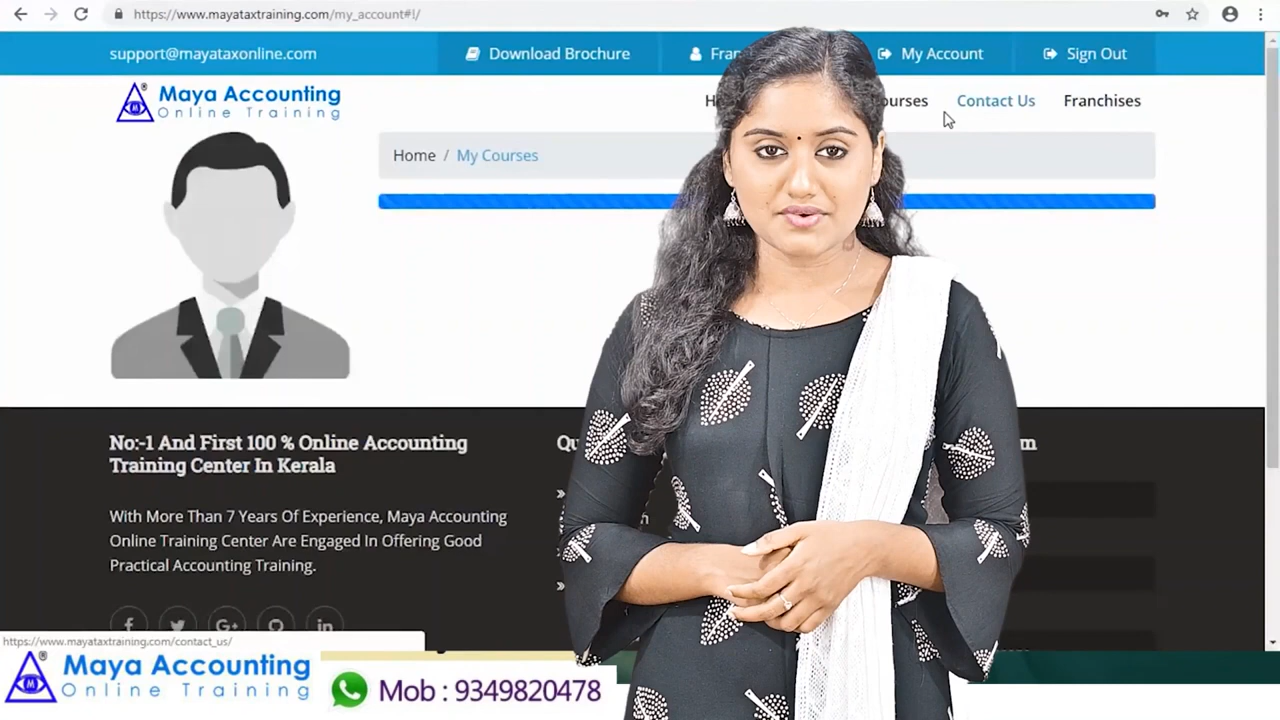 https://www.mayataxtraining.com/my_account#!/
support@mayataxonline.com
Download Brochure
My Account
Sign Out
Maya Accounting
Online Training
Contact Us
Franchises
Home / My Courses
No:-1 And First 100 % Online Accounting
Training Center In Kerala
With More Than 7 Years Of Experience, Maya Accounting
Online Training Center Are Engaged In Offering Good
Practical Accounting Training.
https://www.mayataxtraining.com/contact_us/
Maya Accounting
Online Training
Mob : 9349820478